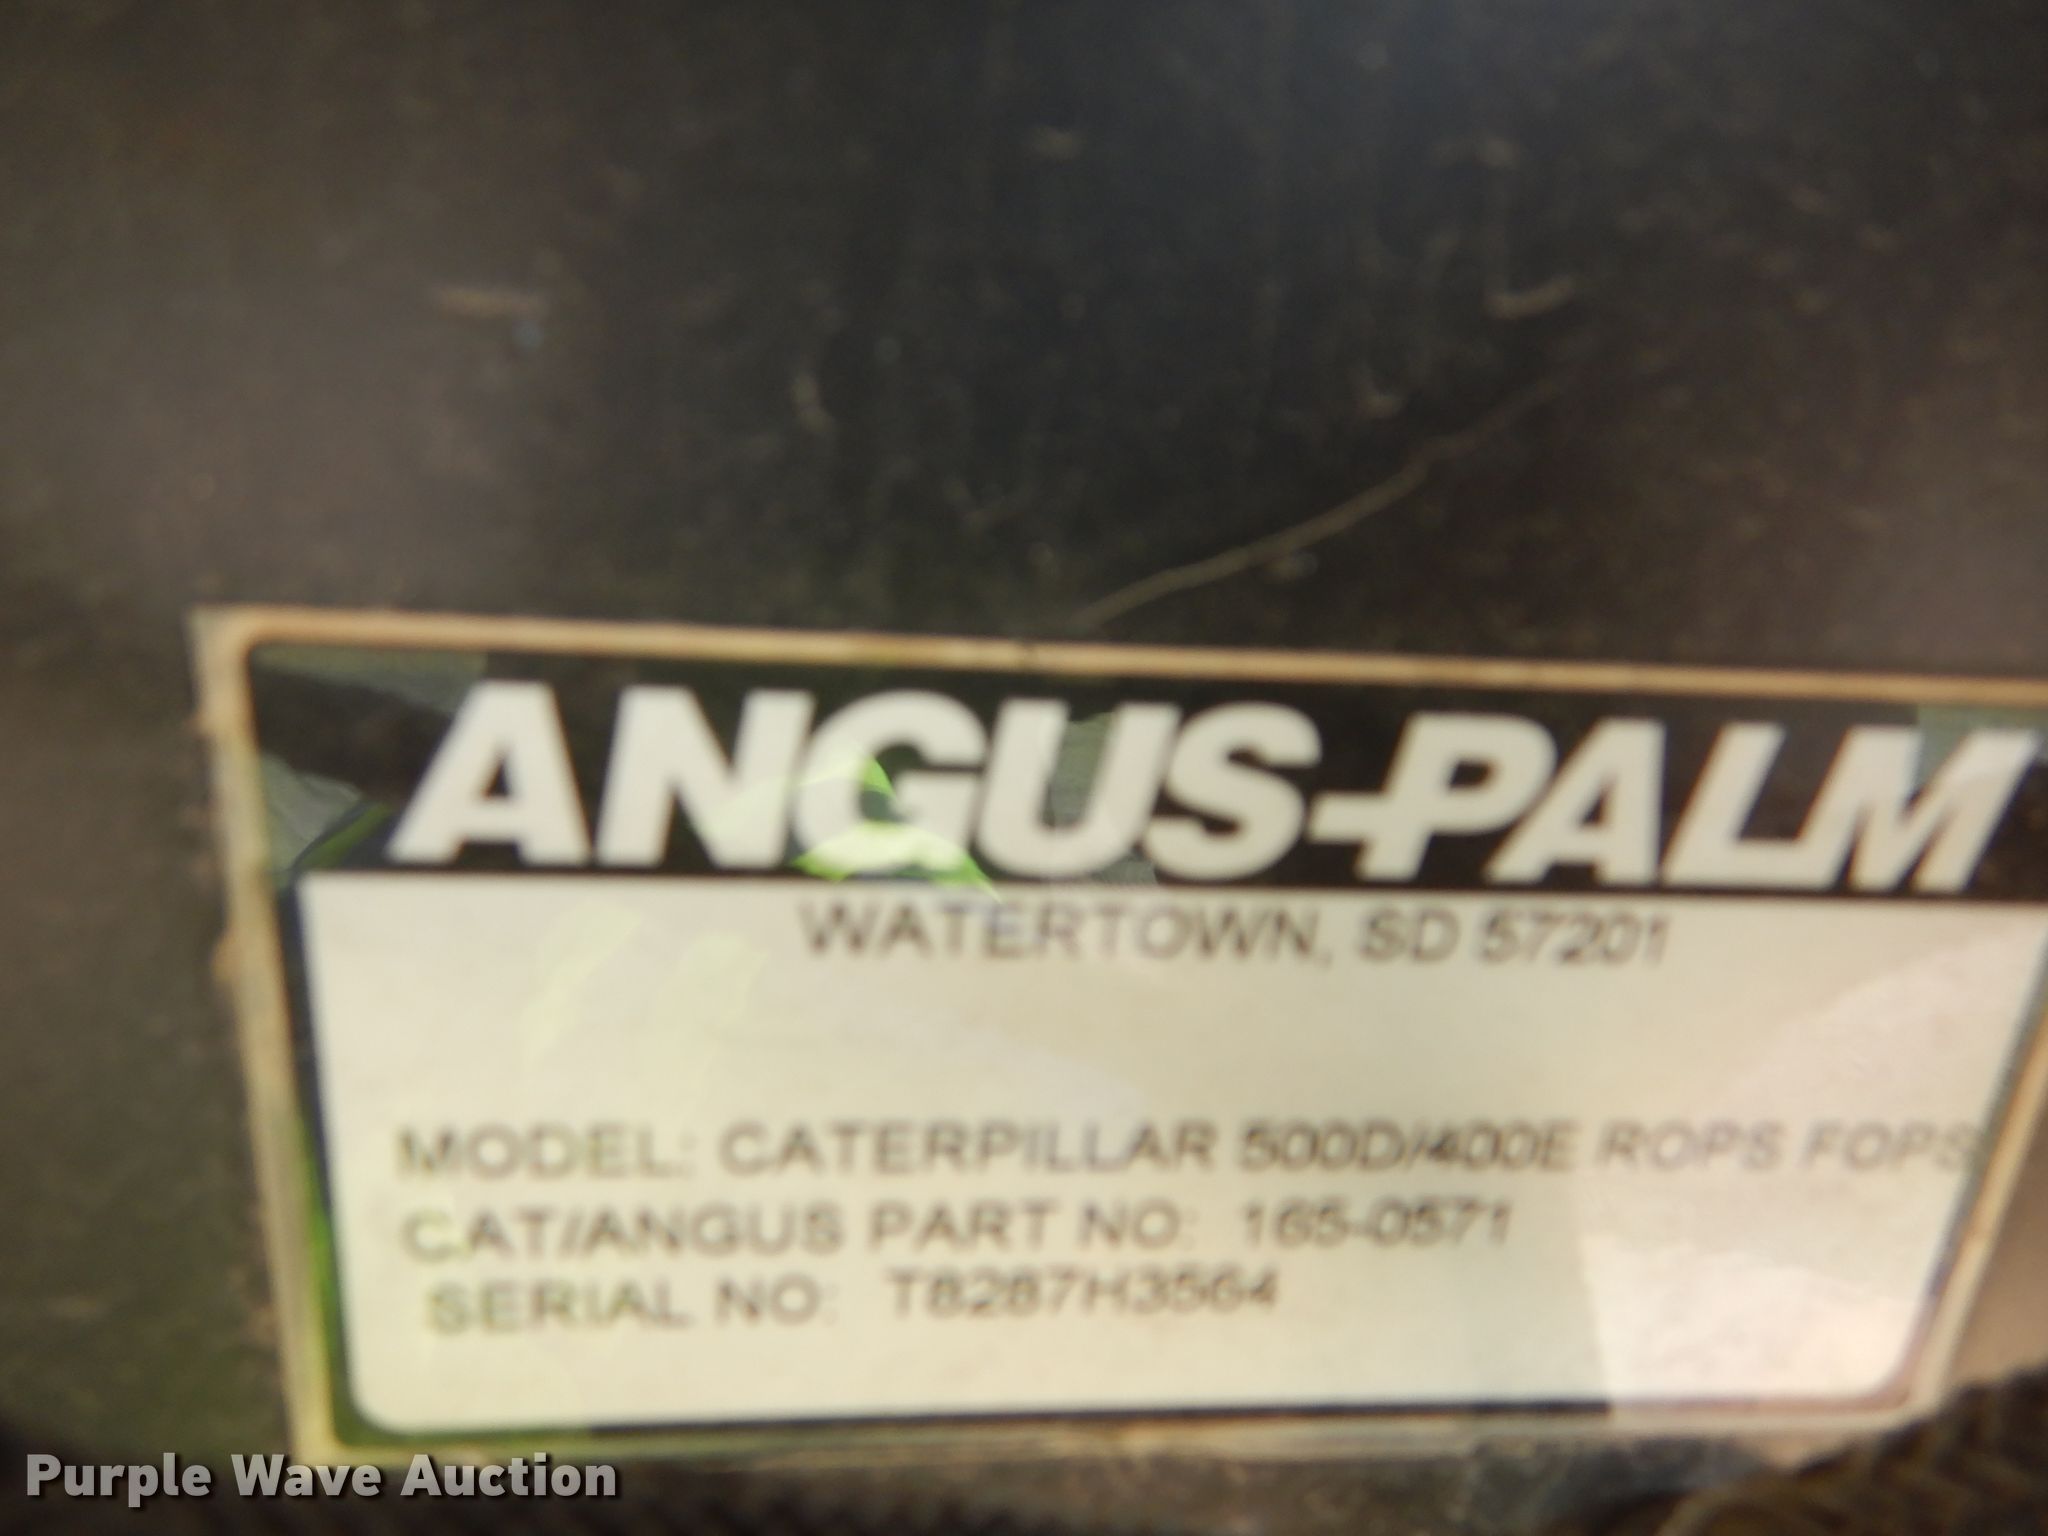 ANGUS-PALM
WATERTOWN, SD 57201
MODEL: CATERPILLAR 500D/400E ROPS FOPS
CAT/ANGUS PART NO: 165-0571
SERIAL NO: T8287H3564
Purple Wave Auction